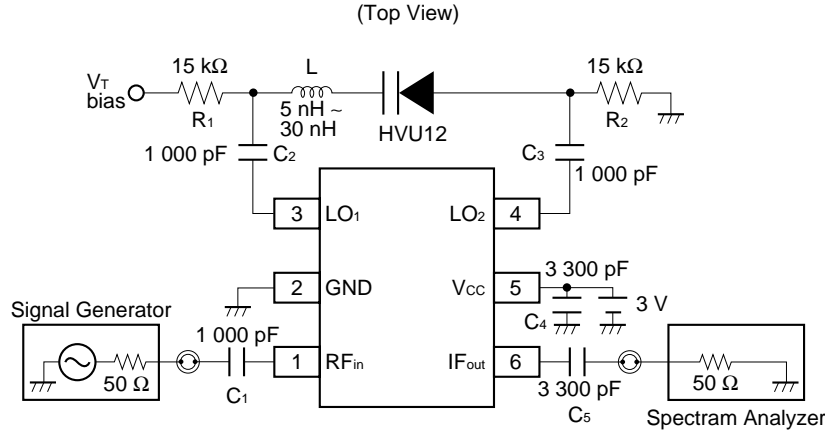 (Top View)
15 kΩ
L
15 kΩ
VT
bias
R1
5 nH ~
30 nH
HVU12
R2
1 000 pF
C2
C3
1 000 pF
3
LO1
LO2
4
2
GND
VCC
5
3 300 pF
C4
3 V
Signal Generator
1 000 pF
50 Ω
C1
1
RFin
IFout
6
3 300 pF
C5
50 Ω
Spectram Analyzer